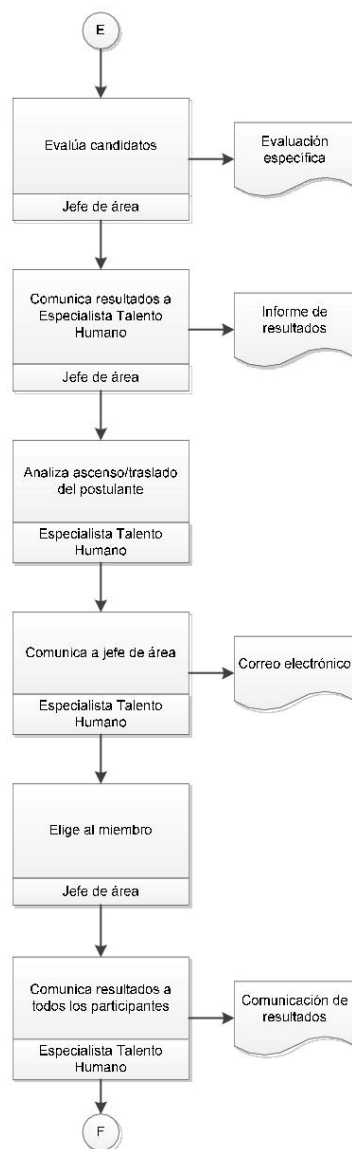 E
Evalúa candidatos
Jefe de área
Evaluación
específica
Comunica resultados a
Especialista Talento
Humano
Jefe de área
Informe de
resultados
Analiza ascenso/traslado
del postulante
Especialista Talento
Humano
Comunica a jefe de área
Especialista Talento
Humano
Correo electrónico
Elige al miembro
Jefe de área
Comunica resultados a
todos los participantes
Especialista Talento
Humano
Comunicación de
resultados
F